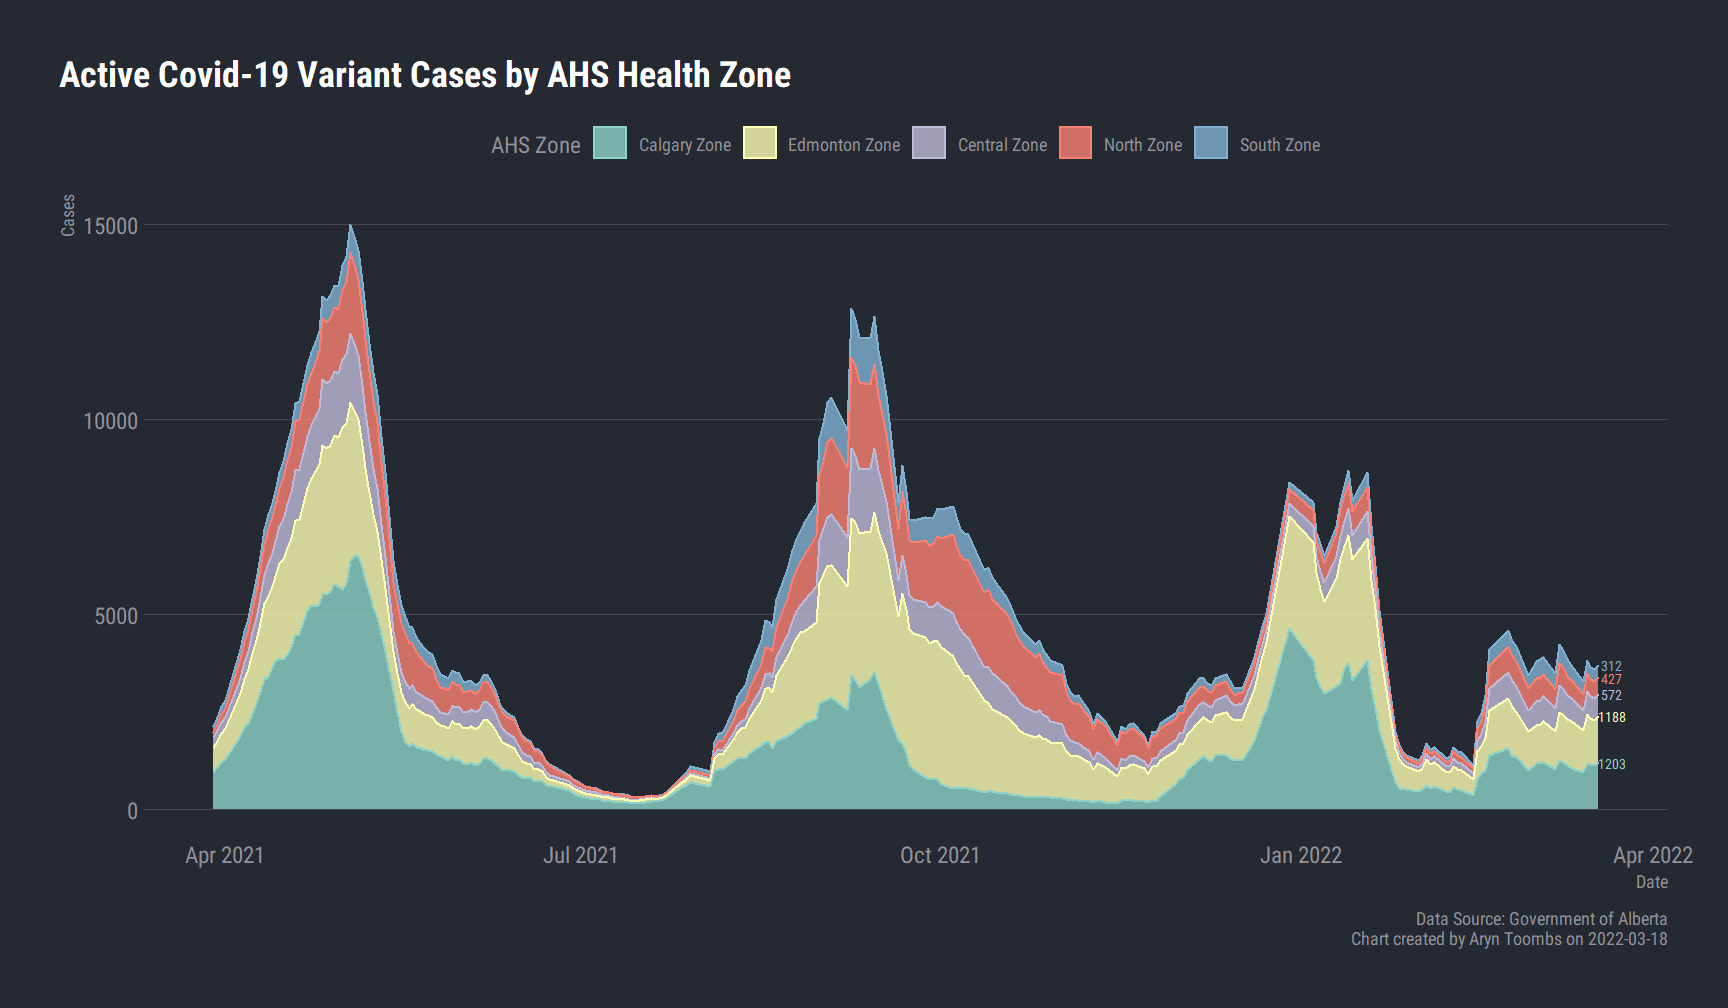 Active Covid-19 Variant Cases by AHS Health Zone
AHS Zone Calgary Zone Edmonton Zone Central Zone North Zone South Zone
Cases
15000
10000
5000
0
312
427
572
1188
1203
Apr 2021 Jul 2021 Oct 2021 Jan 2022 Apr 2022
Date
Data Source: Government of Alberta
Chart created by Aryn Toombs on 2022-03-18